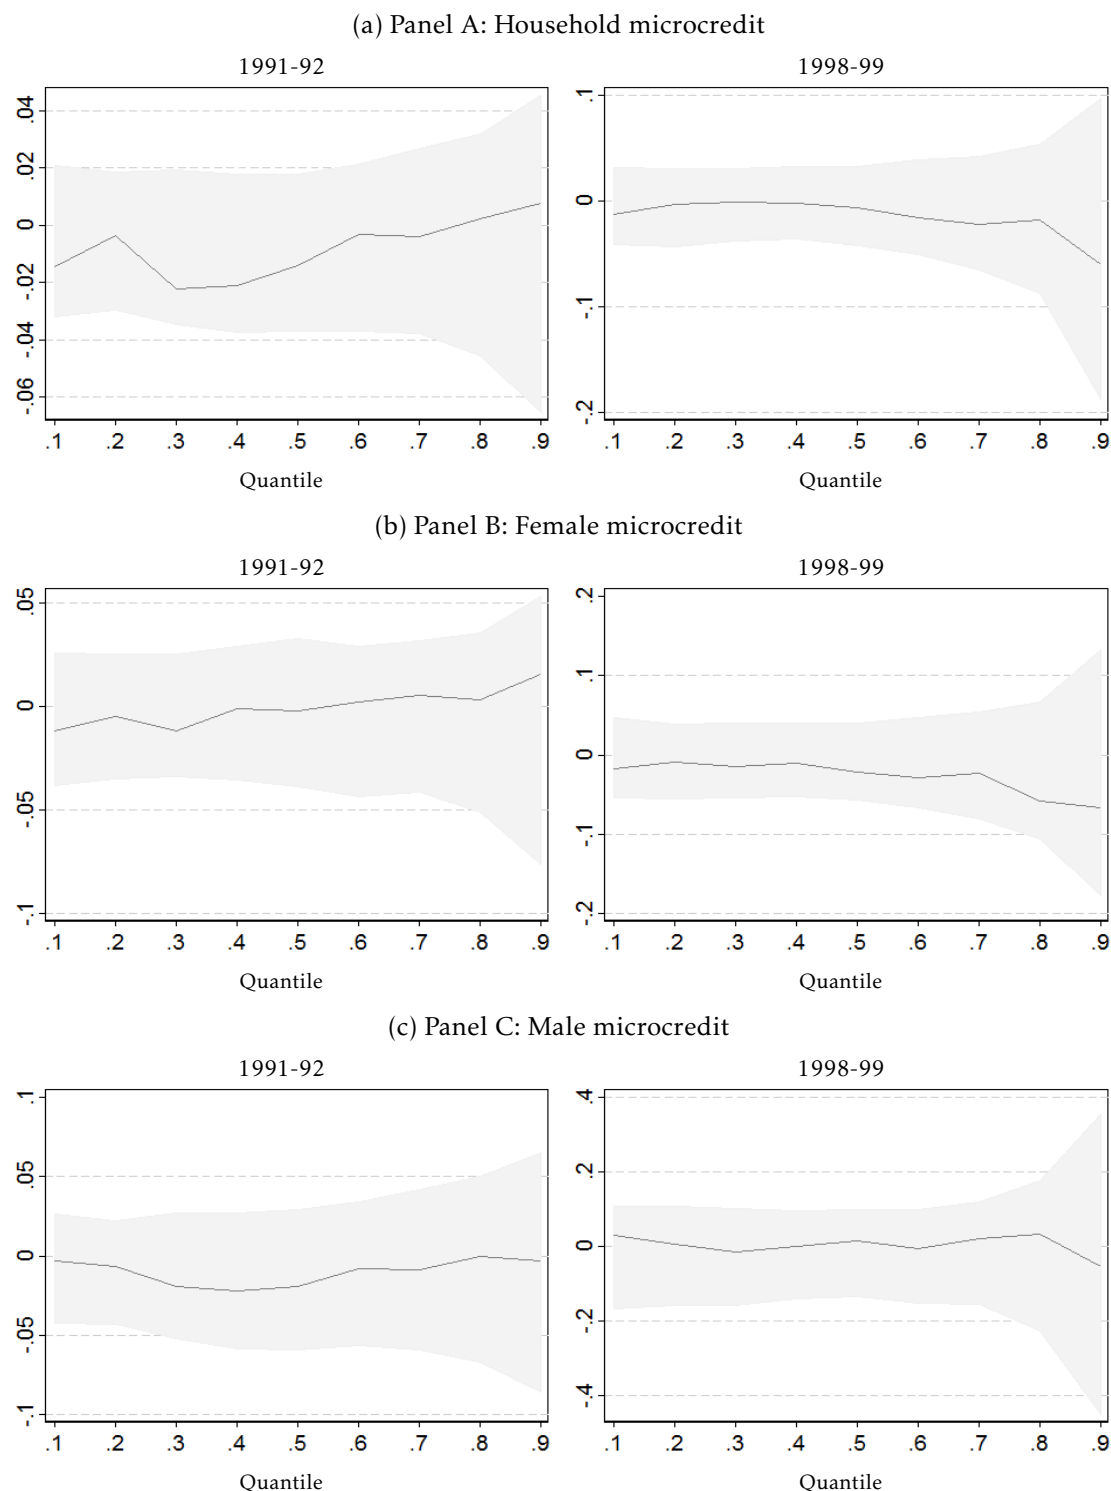 (a) Panel A: Household microcredit
1991-92
.04
.02
0
-.02
-.04
-.06
.1 .2 .3 .4 .5 .6 .7 .8 .9
Quantile
1998-99
.1
0
-.1
-.2
.1 .2 .3 .4 .5 .6 .7 .8 .9
Quantile
(b) Panel B: Female microcredit
1991-92
.05
0
-.05
-.1
.1 .2 .3 .4 .5 .6 .7 .8 .9
Quantile
1998-99
.2
.1
0
-.1
-.2
.1 .2 .3 .4 .5 .6 .7 .8 .9
Quantile
(c) Panel C: Male microcredit
1991-92
.1
.05
0
-.05
-.1
.1 .2 .3 .4 .5 .6 .7 .8 .9
Quantile
1998-99
.4
.2
0
-.2
-.4
.1 .2 .3 .4 .5 .6 .7 .8 .9
Quantile